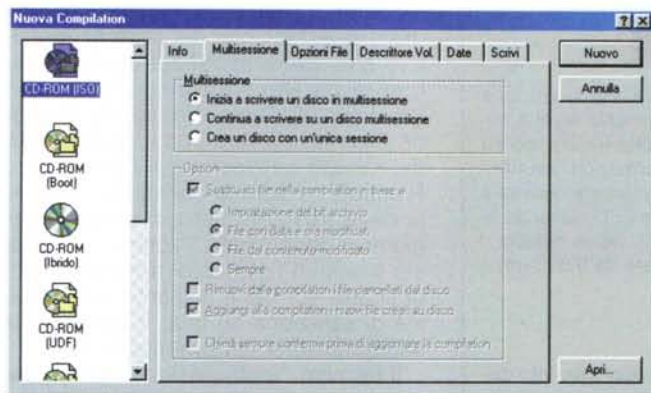 Nuova Compilation
CD-ROM (ISO)
CD-ROM
(Boot)
CD-ROM
(Ibrido)
CD-ROM
(UDF)
Info Multisessione Opzioni File Descrittore Vol. Date Scrivi
Multisessione
Inizia a scrivere un disco in multisessione
Continua a scrivere su un disco multisessione
Crea un disco con un'unica sessione
Opzioni
Sostituisci file nella compilation in base a
Impostazione del bit archivio
File con data e ora modificati
File dal contenuto modificato
Sempre
Rimuovi dalla compilation i file cancellati dal disco
Aggiungi alla compilation i nuovi file creati su disco
Chiedi sempre conferma prima di aggiornare la compilation
Nuovo
Annulla
Apri...